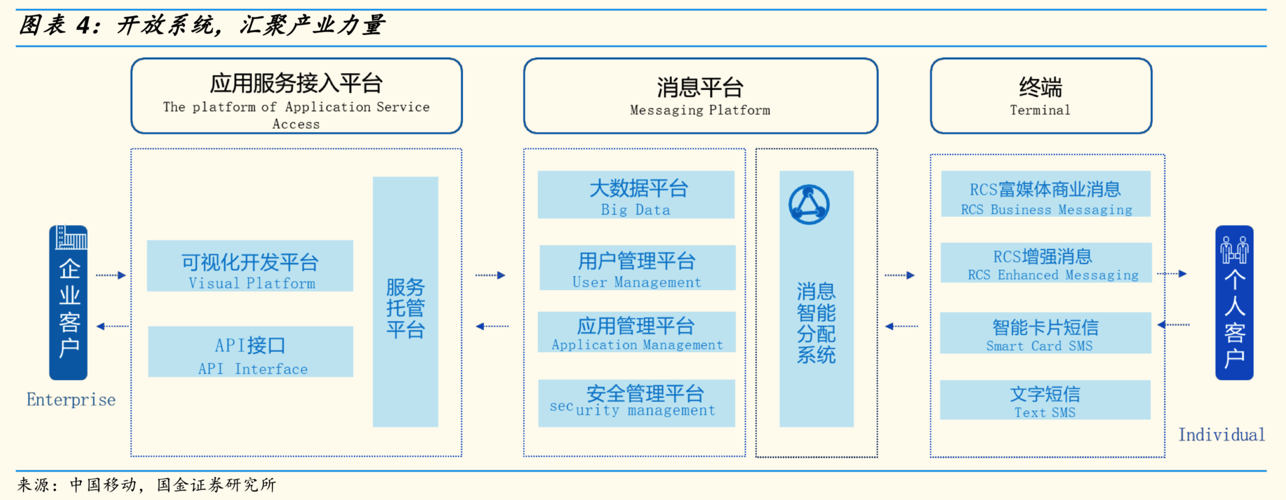 图表 4：开放系统，汇聚产业力量
应用服务接入平台
The platform of Application Service
Access
消息平台
Messaging Platform
终端
Terminal
企业客户
Enterprise
可视化开发平台
Visual Platform
API接口
API Interface
服务
托管
平台
大数据平台
Big Data
用户管理平台
User Management
应用管理平台
Application Management
安全管理平台
security management
消息
智能
分配
系统
RCS富媒体商业消息
RCS Business Messaging
RCS增强消息
RCS Enhanced Messaging
智能卡片短信
Smart Card SMS
文字短信
Text SMS
个人客户
Individual
来源：中国移动，国金证券研究所